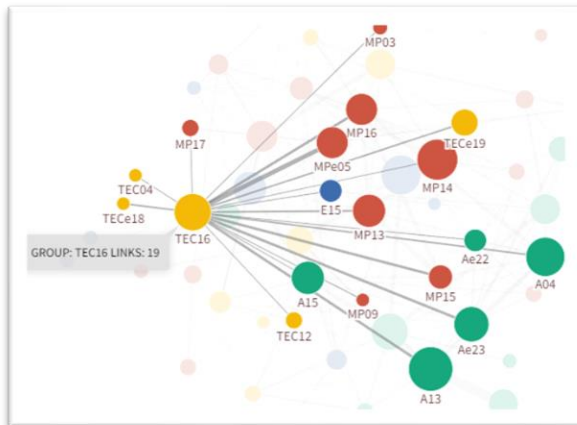 MP03
MP16
TECe19
MP17
MPe05
MP14
TEC04
E15
TECe18
MP13
TEC16
Ae22
GROUP: TEC16 LINKS: 19
A04
MP15
A15
MP09
TEC12
Ae23
A13